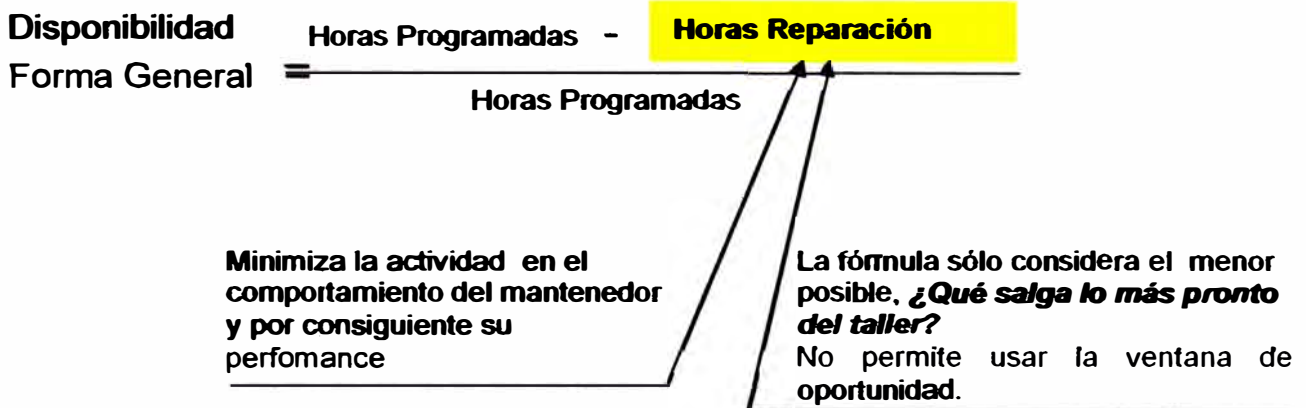 Disponibilidad
Forma General =
Horas Programadas - Horas Reparación
Horas Programadas
Minimiza la actividad en el
comportamiento del mantenedor
y por consiguiente su
perfomance
La fórmula sólo considera el menor
posible, ¿Qué salga lo más pronto
del taller?
No permite usar la ventana de
oportunidad.